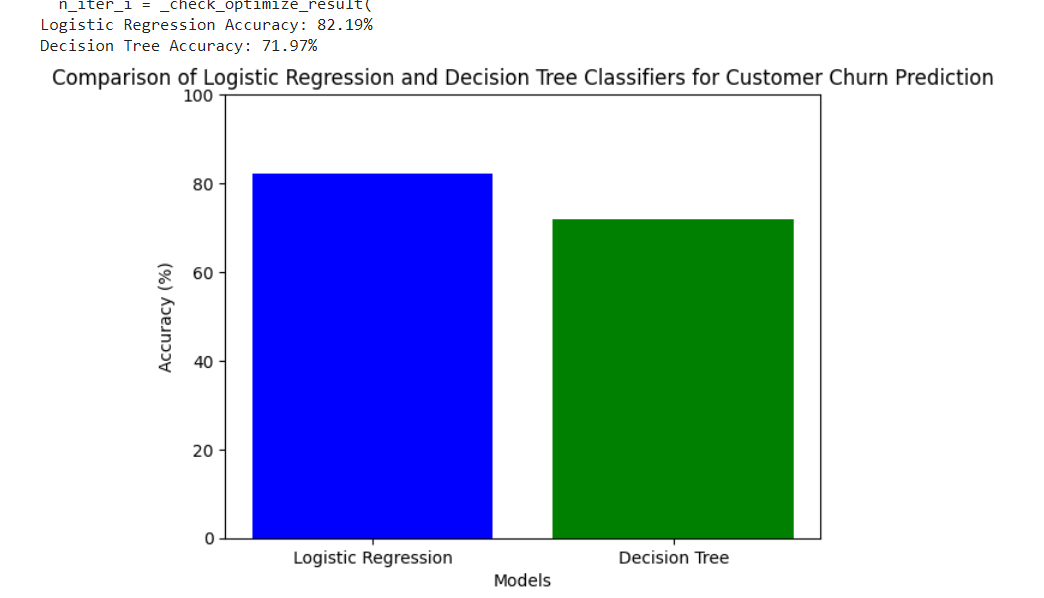 n_iter_i = _check_optimize_result(
Logistic Regression Accuracy: 82.19%
Decision Tree Accuracy: 71.97%
Comparison of Logistic Regression and Decision Tree Classifiers for Customer Churn Prediction
100
80
60
40
20
0
Accuracy (%)
Logistic Regression Decision Tree
Models